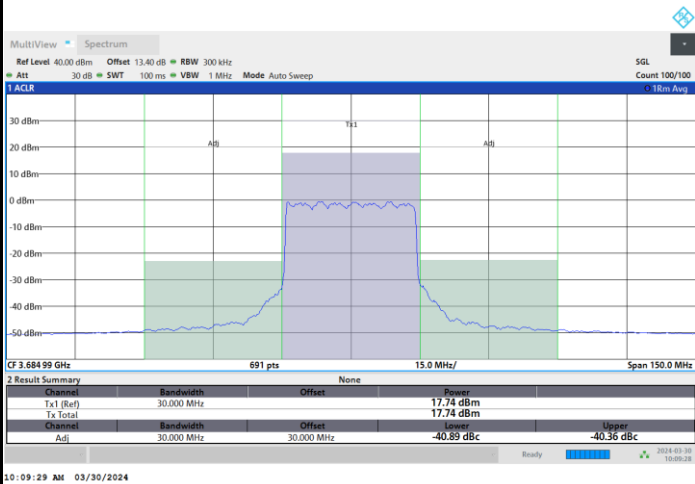 MultiView Spectrum
Ref Level 40.00 dBm Offset 13.40 dB RBW 300 kHz SGL
Att 30 dB SWT 100 ms VBW 1 MHz Mode Auto Sweep Count 100/100
1 ACLR 1Rm Avg
30 dBm
Tx1
20 dBm Adj Adj
10 dBm
0 dBm
-10 dBm
-20 dBm
-30 dBm
-40 dBm
-50 dBm
CF 3.684 99 GHz 691 pts 15.0 MHz/ Span 150.0 MHz
2 Result Summary None
Channel Bandwidth Offset Power
Tx1 (Ref) 30.000 MHz 17.74 dBm
Tx Total 17.74 dBm
Channel Bandwidth Offset Lower Upper
Adj 30.000 MHz 30.000 MHz -40.89 dBc -40.36 dBc
Ready 2024-03-30
10:09:28
10:09:29 AM 03/30/2024